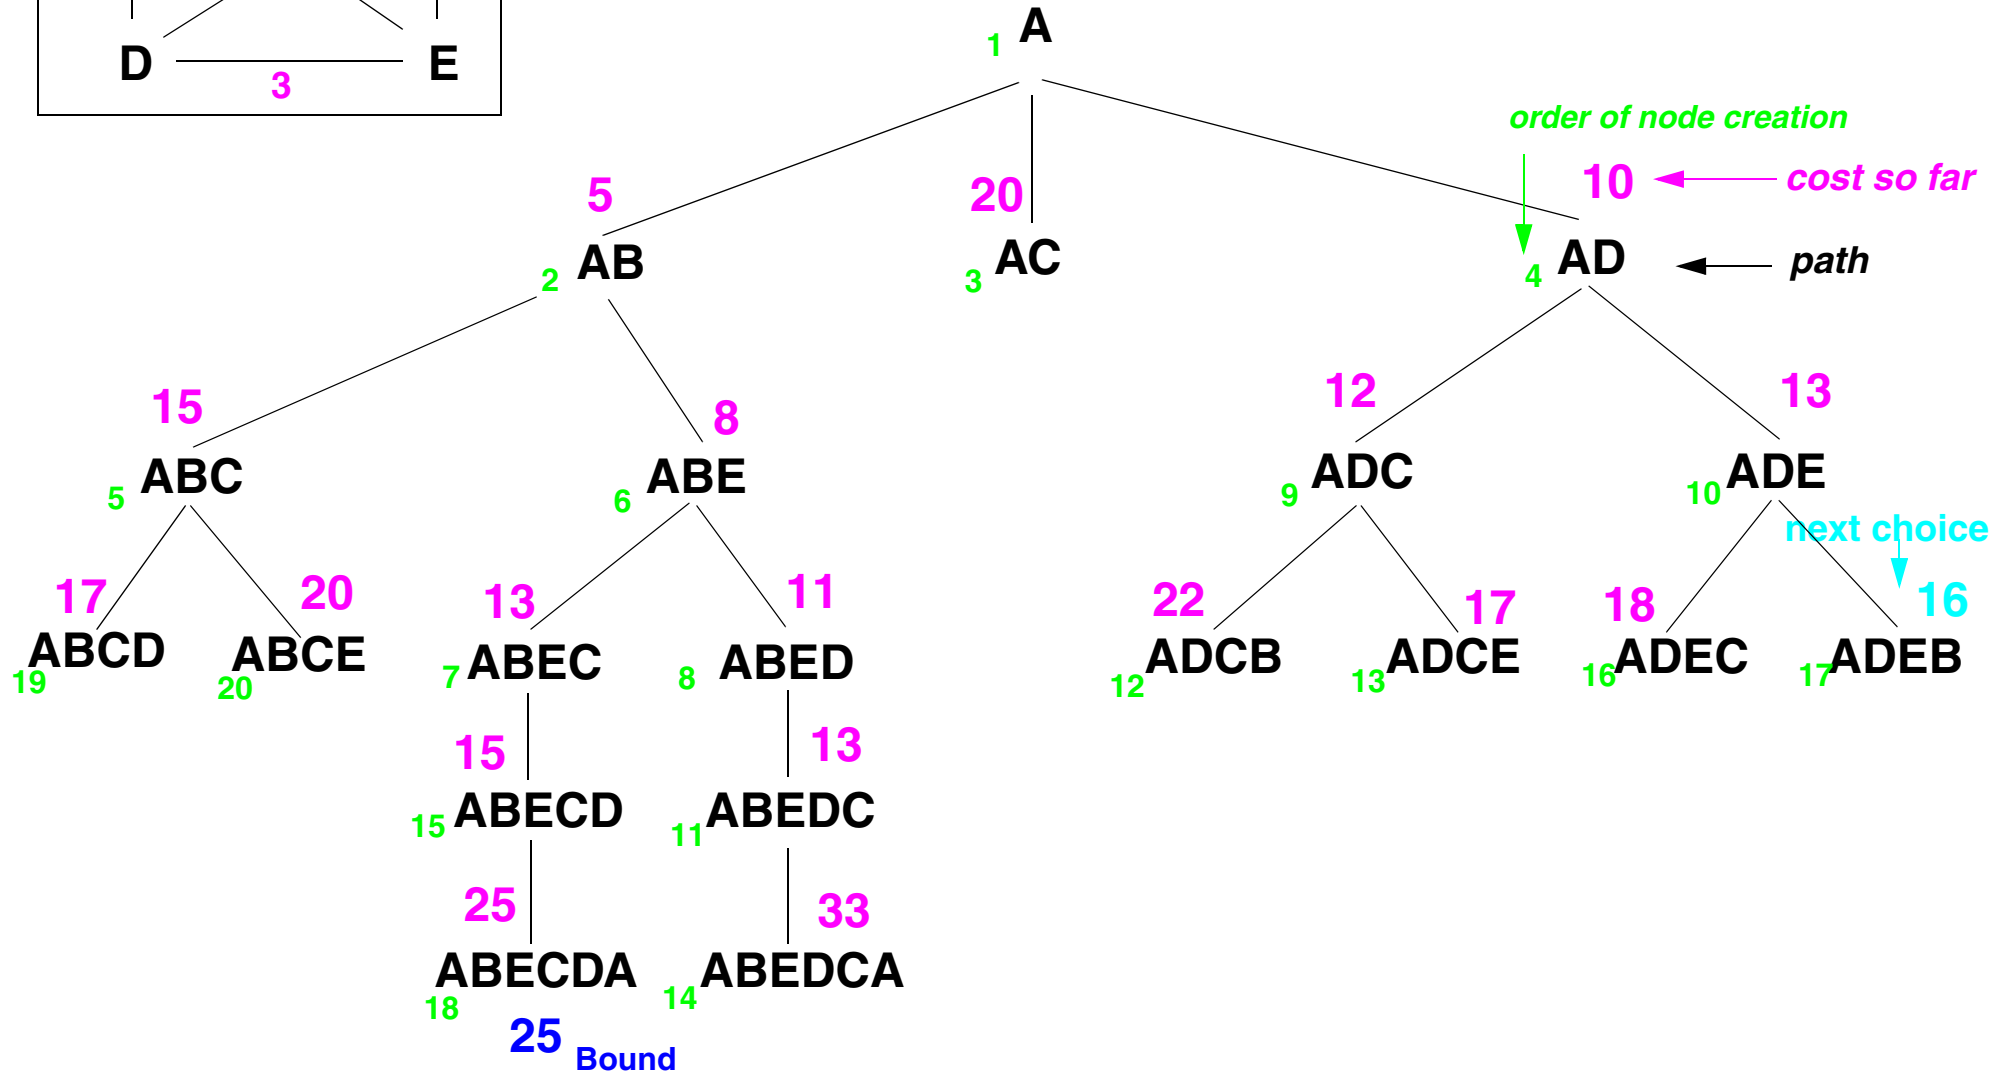 A
1
D
E
3
order of node creation
5
20
10
cost so far
AB
2
AC
3
AD
4
path
15
8
12
13
ABC
5
ABE
6
ADC
9
ADE
10
next choice
17
20
13
11
22
17
18
16
ABCD
19
ABCE
20
ABEC
7
ABED
8
ADCB
12
ADCE
13
ADEC
16
ADEB
17
15
13
ABECD
15
ABEDC
11
25
33
ABECDA
18
ABEDCA
14
25 Bound